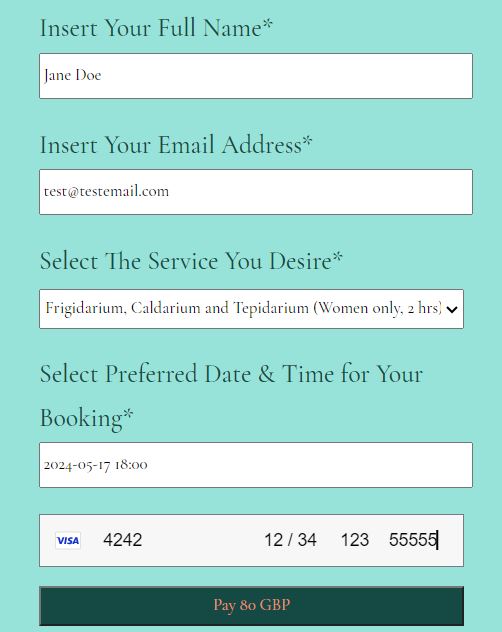 Insert Your Full Name*
Jane Doe
Insert Your Email Address*
test@testemail.com
Select The Service You Desire*
Frigidarium, Caldarium and Tepidarium (Women only, 2 hrs)
Select Preferred Date & Time for Your
Booking*
2024-05-17 18:00
VISA 4242 12 / 34 123 55555
Pay 80 GBP